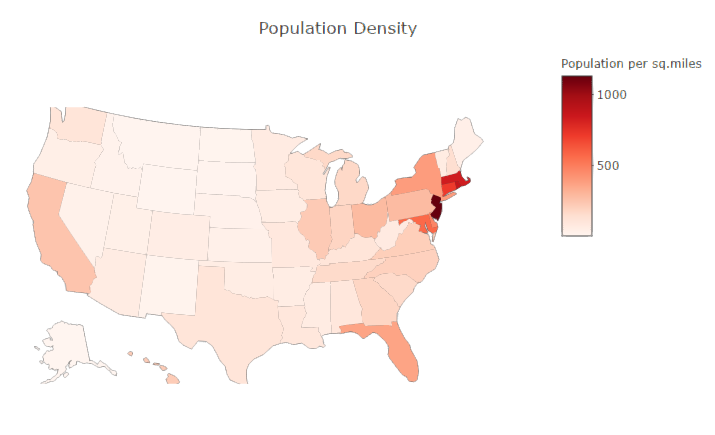 Population Density
Population per sq.miles
1000
500